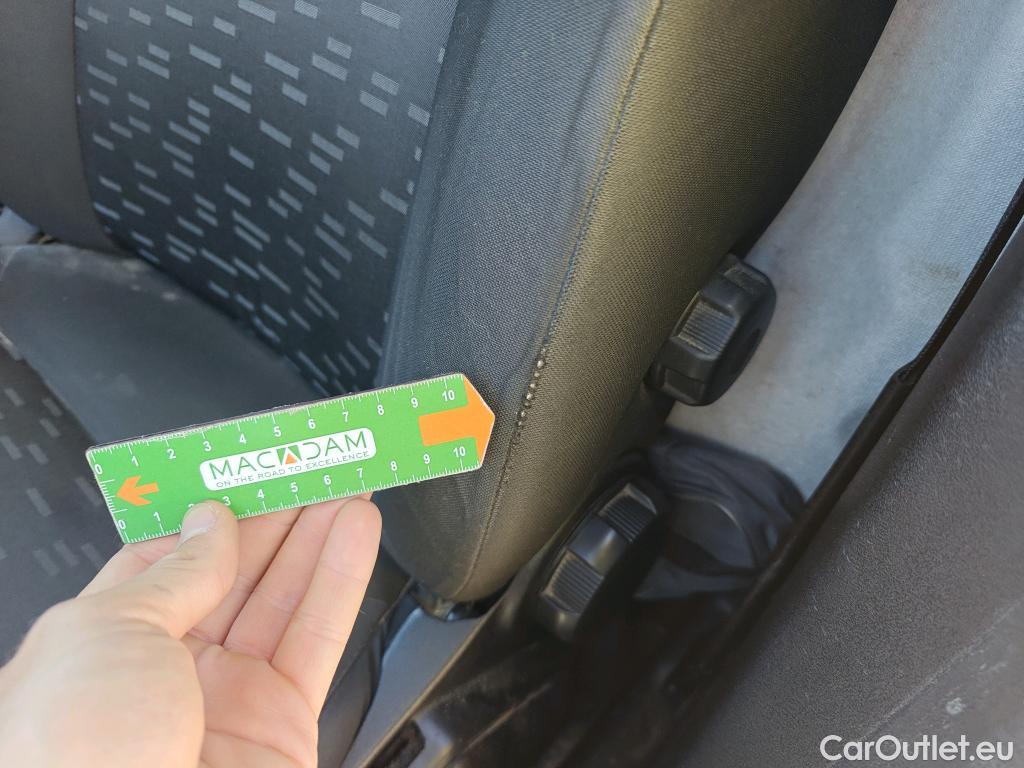 0 1 2 3 4 5 6 7 8 9 10
MACADAM
ON THE ROAD TO EXCELLENCE
0 1 2 3 4 5 6 7 8 9 10
CarOutlet.eu